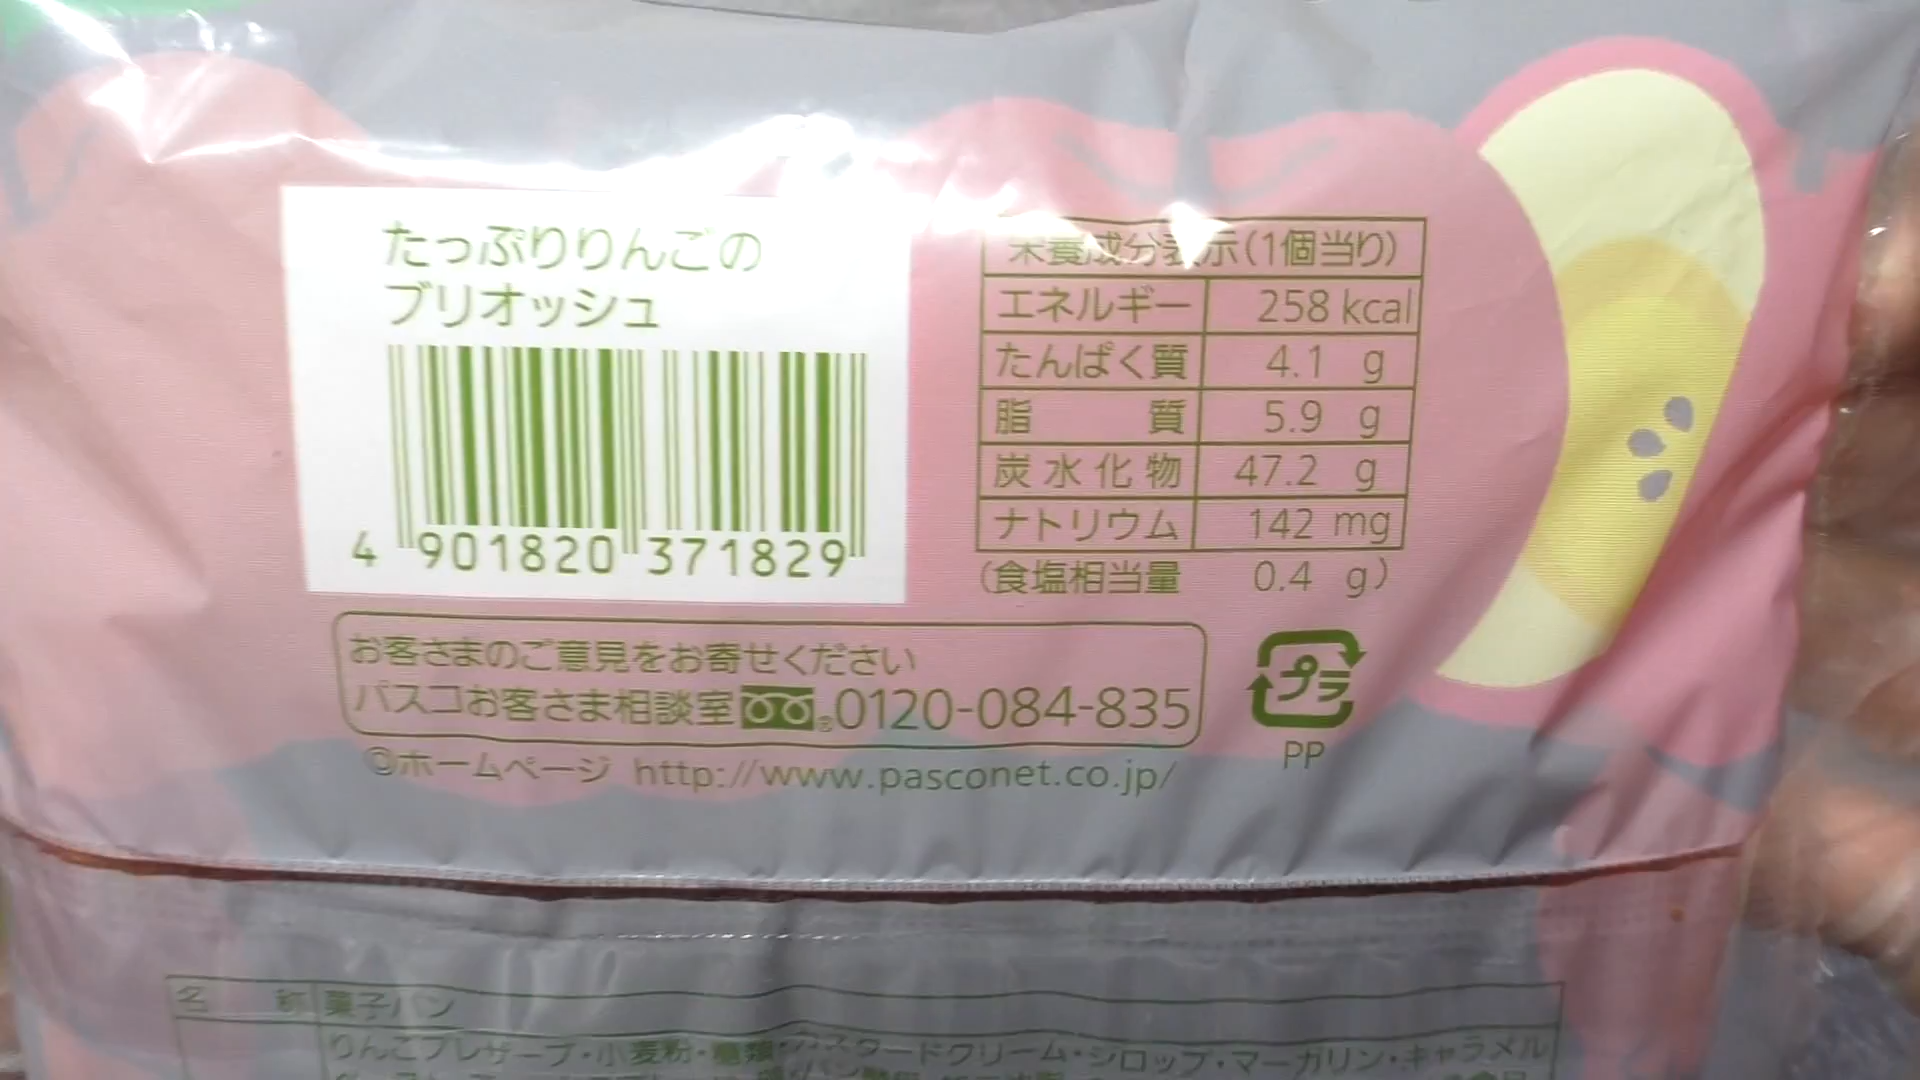 たっぷりりんごの
ブリオッシュ
4 901820 371829
栄養成分表示(1個当り)
エネルギー 258 kcal
たんぱく質 4.1 g
脂質 5.9 g
炭水化物 47.2 g
ナトリウム 142 mg
(食塩相当量 0.4 g)
お客さまのご意見をお寄せください
パスコお客さま相談室 ® 0120-084-835
◎ホームページ http://www.pasconet.co.jp/
プラ
PP
名称 菓子パン
りんごプレザーブ・小麦粉・糖類・カスタードクリーム・シロップ・マーガリン・キャラメル